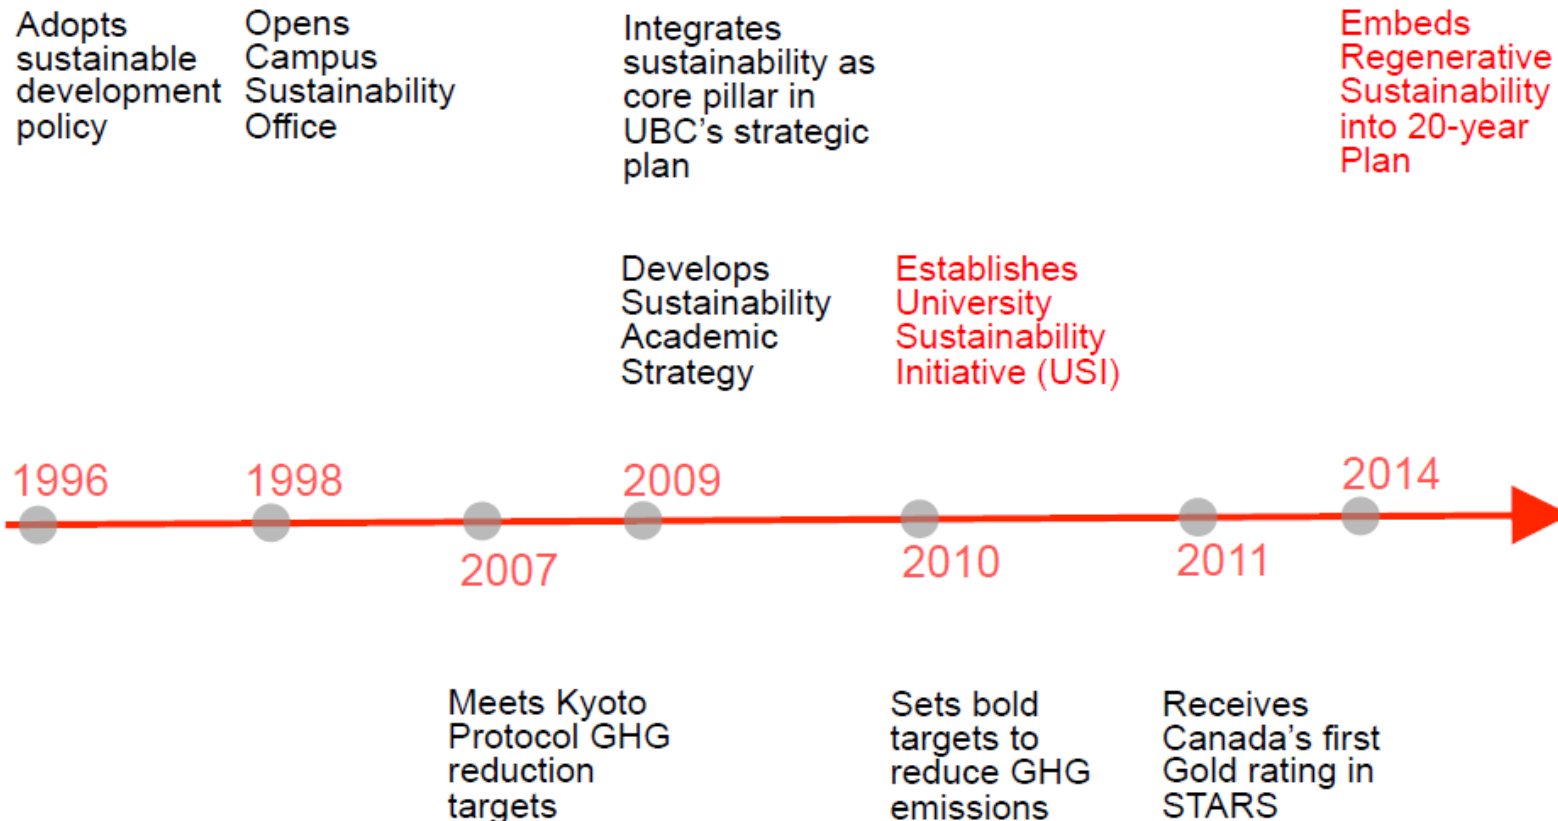 Adopts
sustainable
development
policy
Opens
Campus
Sustainability
Office
Integrates
sustainability as
core pillar in
UBC's strategic
plan
Embeds
Regenerative
Sustainability
into 20-year
Plan
Develops
Sustainability
Academic
Strategy
Establishes
University
Sustainability
Initiative (USI)
1996
1998
2009
2014
2007
2010
2011
Meets Kyoto
Protocol GHG
reduction
targets
Sets bold
targets to
reduce GHG
emissions
Receives
Canada's first
Gold rating in
STARS